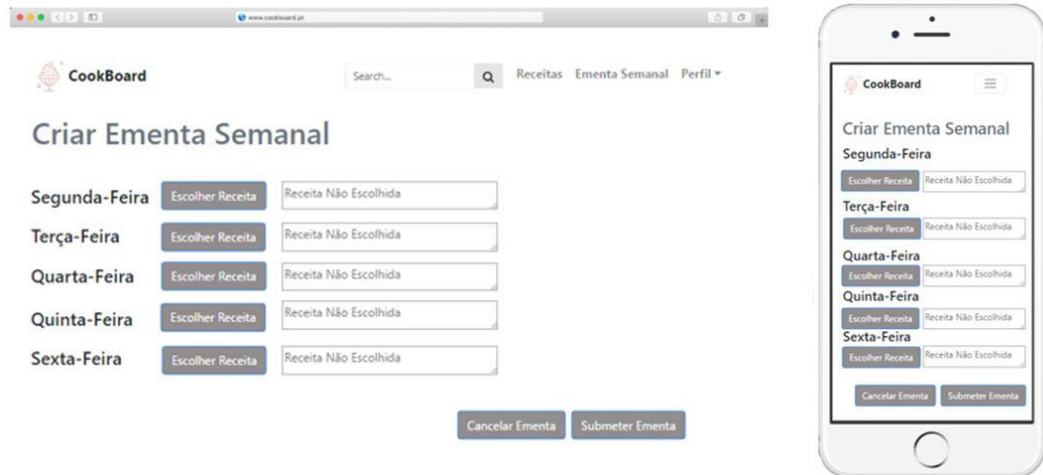 www.cookboard.pt
CookBoard
Search...
Receitas Ementa Semanal Perfil
Criar Ementa Semanal
Segunda-Feira Escolher Receita Receita Não Escolhida
Terça-Feira Escolher Receita Receita Não Escolhida
Quarta-Feira Escolher Receita Receita Não Escolhida
Quinta-Feira Escolher Receita Receita Não Escolhida
Sexta-Feira Escolher Receita Receita Não Escolhida
Cancelar Ementa Submeter Ementa
CookBoard
Criar Ementa Semanal
Segunda-Feira
Escolher Receita Receita Não Escolhida
Terça-Feira
Escolher Receita Receita Não Escolhida
Quarta-Feira
Escolher Receita Receita Não Escolhida
Quinta-Feira
Escolher Receita Receita Não Escolhida
Sexta-Feira
Escolher Receita Receita Não Escolhida
Cancelar Ementa Submeter Ementa